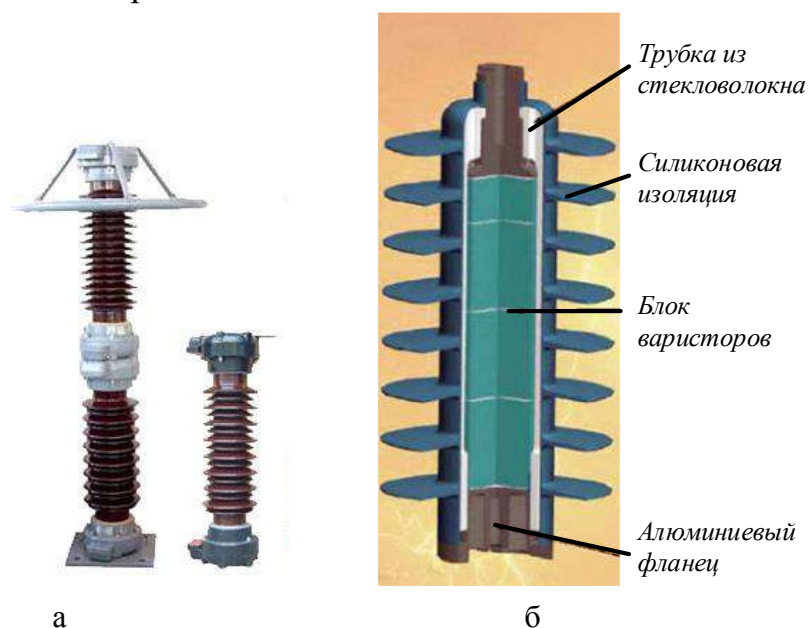 Трубка из
стекловолокна
Силиконовая
изоляция
Блок
варисторов
Алюминиевый
фланец
а
б